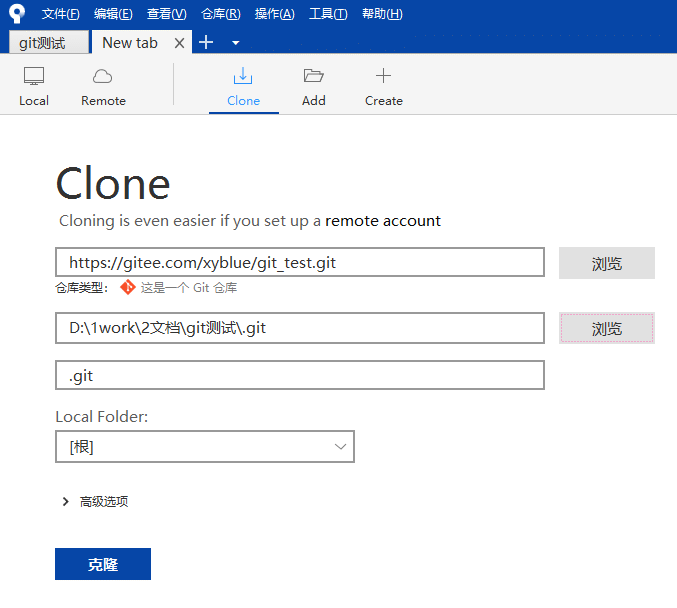 文件(F) 编辑(E) 查看(V) 仓库(R) 操作(A) 工具(T) 帮助(H)
git测试 New tab
Local Remote Clone Add Create
Clone
Cloning is even easier if you set up a remote account
https://gitee.com/xyblue/git_test.git 浏览
仓库类型: 这是一个 Git 仓库
D:\1work\2文档\git测试\.git 浏览
.git
Local Folder:
[根]
高级选项
克隆